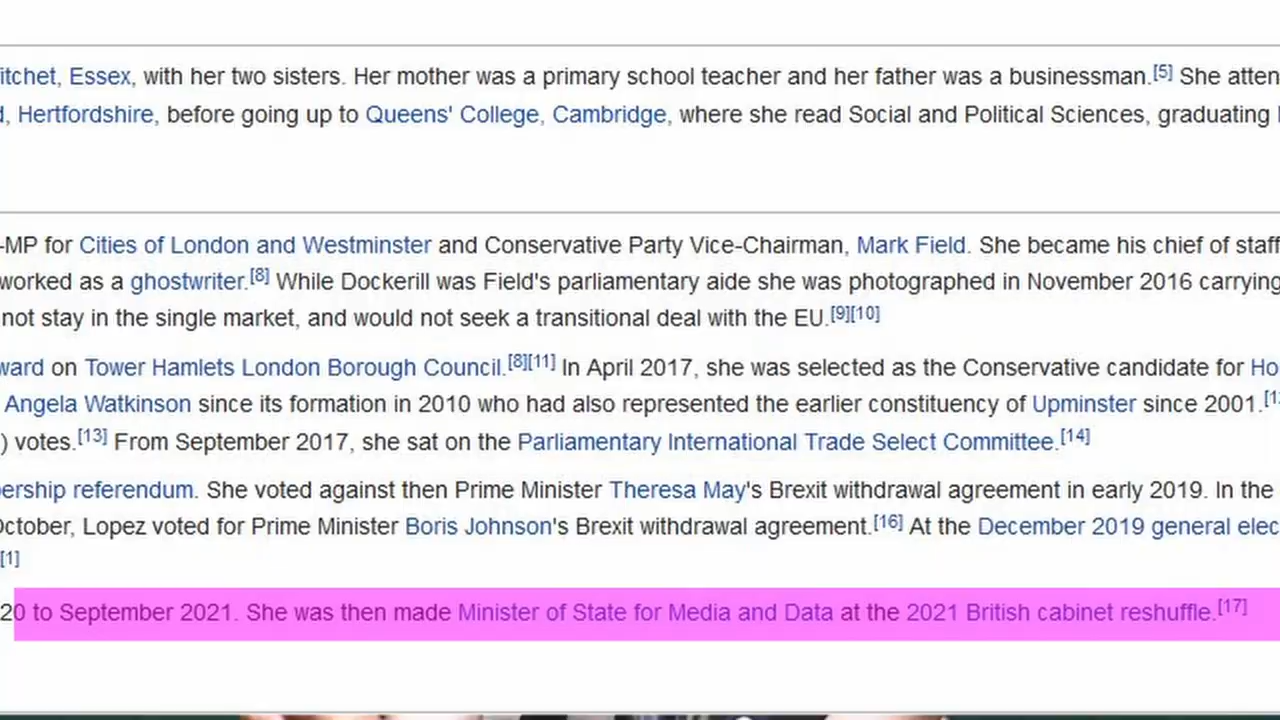 itchet, Essex, with her two sisters. Her mother was a primary school teacher and her father was a businessman.[5] She atten
, Hertfordshire, before going up to Queens' College, Cambridge, where she read Social and Political Sciences, graduating
-MP for Cities of London and Westminster and Conservative Party Vice-Chairman, Mark Field. She became his chief of staff
worked as a ghostwriter.[8] While Dockerill was Field's parliamentary aide she was photographed in November 2016 carrying
not stay in the single market, and would not seek a transitional deal with the EU.[9][10]
ward on Tower Hamlets London Borough Council.[8][11] In April 2017, she was selected as the Conservative candidate for Ho
Angela Watkinson since its formation in 2010 who had also represented the earlier constituency of Upminster since 2001.[1
) votes.[13] From September 2017, she sat on the Parliamentary International Trade Select Committee.[14]
ership referendum. She voted against then Prime Minister Theresa May's Brexit withdrawal agreement in early 2019. In the
October, Lopez voted for Prime Minister Boris Johnson's Brexit withdrawal agreement.[16] At the December 2019 general elec
[1]
20 to September 2021. She was then made Minister of State for Media and Data at the 2021 British cabinet reshuffle.[17]